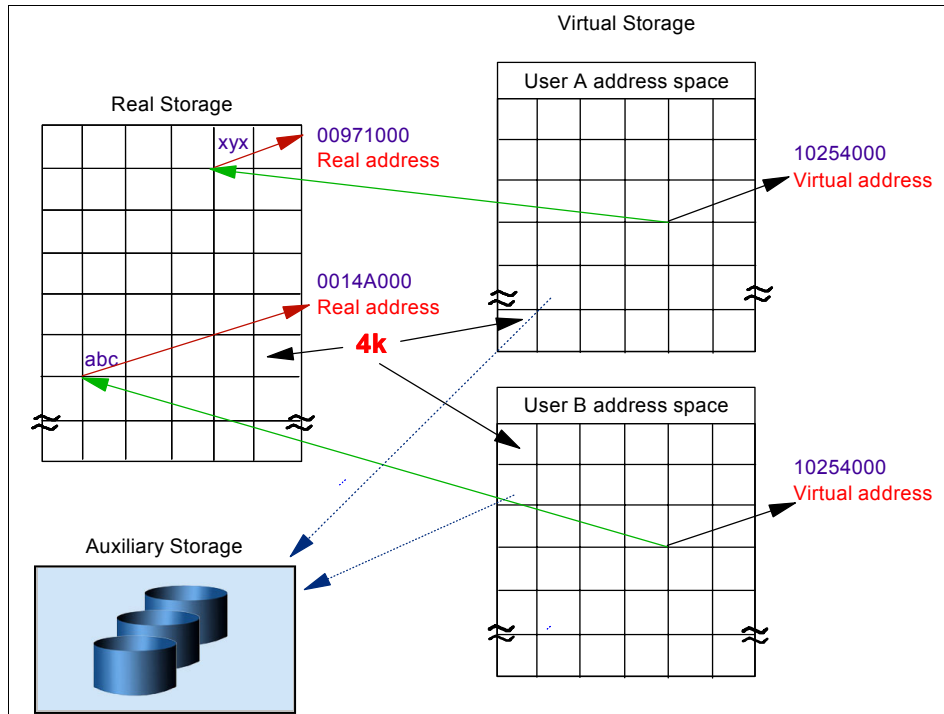 Virtual Storage
User A address space
Real Storage
xyx
00971000
Real address
10254000
Virtual address
0014A000
Real address
4k
abc
User B address space
10254000
Virtual address
Auxiliary Storage